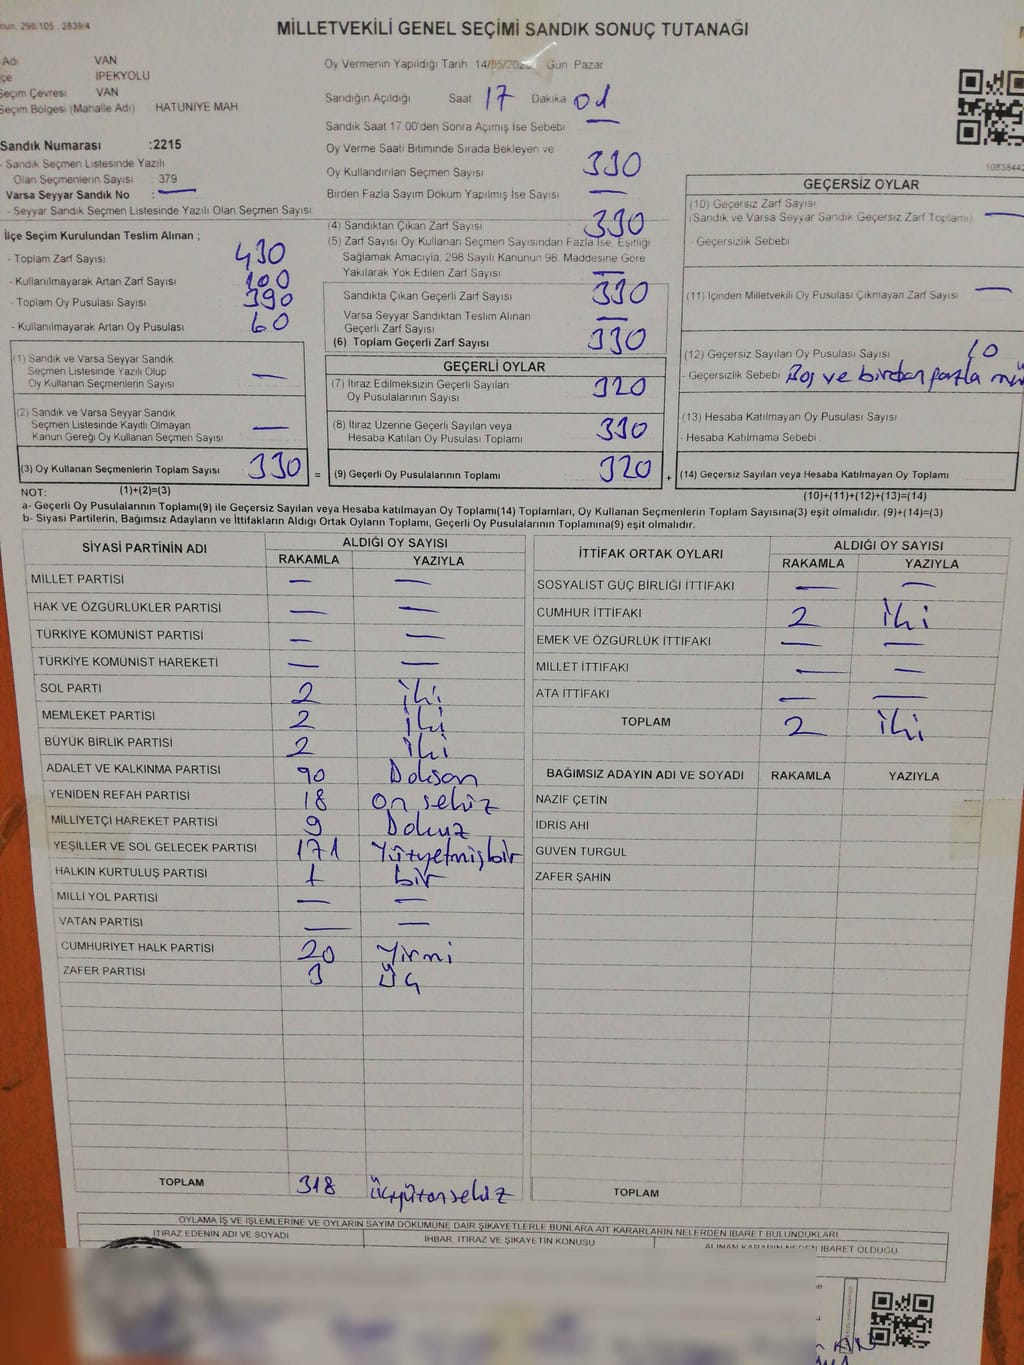 MİLLETVEKİLİ GENEL SEÇİMİ SANDIK SONUÇ TUTANAĞI
Adı VAN
İPEKYOLU
Seçim Çevresi VAN
Seçim Bölgesi (Mahalle Adı) HATUNİYE MAH
Sandık Numarası :2215
- Sandık Seçmen Listesinde Yazılı
Olan Seçmenlerin Sayısı : 379
Varsa Seyyar Sandık No : —
- Seyyar Sandık Seçmen Listesinde Yazılı Olan Seçmen Sayısı
İlçe Seçim Kurulundan Teslim Alınan ;
- Toplam Zarf Sayısı 430
- Kullanılmayarak Artan Zarf Sayısı 100
- Toplam Oy Pusulası Sayısı 390
- Kullanılmayarak Artan Oy Pusulası 60
(1) Sandık ve Varsa Seyyar Sandık
Seçmen Listesinde Yazılı Olup
Oy Kullanan Seçmenlerin Sayısı —
(2) Sandık ve Varsa Seyyar Sandık
Seçmen Listesinde Kayıtlı Olmayan
Kanun Gereği Oy Kullanan Seçmen Sayısı —
(3) Oy Kullanan Seçmenlerin Toplam Sayısı 330 =
(1)+(2)=(3)
Oy Vermenin Yapıldığı Tarih : Gün : Pazar
Sandığın Açıldığı Saat 17 Dakika 01
Sandık Saat 17.00'den Sonra Açılmış İse Sebebi —
Oy Verme Saati Bitiminde Sırada Bekleyen ve
Oy Kullandırılan Seçmen Sayısı 330
Birden Fazla Sayım Döküm Yapılmış İse Sayısı —
(4) Sandıktan Çıkan Zarf Sayısı 330
(5) Zarf Sayısı Oy Kullanan Seçmen Sayısından Fazla İse, Eşitliği
Sağlamak Amacıyla, 298 Sayılı Kanunun 98. Maddesine Göre
Yakılarak Yok Edilen Zarf Sayısı —
Sandıkta Çıkan Geçerli Zarf Sayısı 330
Varsa Seyyar Sandıktan Teslim Alınan
Geçerli Zarf Sayısı —
(6) Toplam Geçerli Zarf Sayısı 330
GEÇERLİ OYLAR
(7) İtiraz Edilmeksizin Geçerli Sayılan
Oy Pusulalarının Sayısı 320
(8) İtiraz Üzerine Geçerli Sayılan veya
Hesaba Katılan Oy Pusulası Toplamı 330
(9) Geçerli Oy Pusulalarının Toplamı 320 +
GEÇERSİZ OYLAR
(10) Geçersiz Zarf Sayısı
(Sandık ve Varsa Seyyar Sandık Geçersiz Zarf Toplamı) —
- Geçersizlik Sebebi
(11) İçinden Milletvekili Oy Pusulası Çıkmayan Zarf Sayısı —
(12) Geçersiz Sayılan Oy Pusulası Sayısı 10
- Geçersizlik Sebebi Boş ve birden fazla
(13) Hesaba Katılmayan Oy Pusulası Sayısı
- Hesaba Katılmama Sebebi :
(14) Geçersiz Sayılan veya Hesaba Katılmayan Oy Toplamı
(10)+(11)+(12)+(13)=(14)
NOT:
a- Geçerli Oy Pusulalarının Toplamı(9) ile Geçersiz Sayılan veya Hesaba katılmayan Oy Toplamı(14) Toplamları, Oy Kullanan Seçmenlerin Toplam Sayısına(3) eşit olmalıdır. (9)+(14)=(3)
b- Siyasi Partilerin, Bağımsız Adayların ve İttifakların Aldığı Ortak Oyların Toplamı, Geçerli Oy Pusulalarının Toplamına(9) eşit olmalıdır.
SİYASİ PARTİNİN ADI ALDIĞI OY SAYISI
RAKAMLA YAZIYLA
MİLLET PARTİSİ — —
HAK VE ÖZGÜRLÜKLER PARTİSİ — —
TÜRKİYE KOMÜNİST PARTİSİ — —
TÜRKİYE KOMÜNİST HAREKETİ — —
SOL PARTİ 2 iki
MEMLEKET PARTİSİ 2 iki
BÜYÜK BİRLİK PARTİSİ 2 iki
ADALET VE KALKINMA PARTİSİ 90 Doksan
YENİDEN REFAH PARTİSİ 18 on sekiz
MİLLİYETÇİ HAREKET PARTİSİ 9 Dokuz
YEŞİLLER VE SOL GELECEK PARTİSİ 171 Yüzyetmişbir
HALKIN KURTULUŞ PARTİSİ 1 bir
MİLLİ YOL PARTİSİ — —
VATAN PARTİSİ — —
CUMHURİYET HALK PARTİSİ 20 Yirmi
ZAFER PARTİSİ 3 Üç
TOPLAM 318 üçyüzonsekiz
İTTİFAK ORTAK OYLARI ALDIĞI OY SAYISI
RAKAMLA YAZIYLA
SOSYALİST GÜÇ BİRLİĞİ İTTİFAKI — —
CUMHUR İTTİFAKI 2 iki
EMEK VE ÖZGÜRLÜK İTTİFAKI — —
MİLLET İTTİFAKI — —
ATA İTTİFAKI — —
TOPLAM 2 iki
BAĞIMSIZ ADAYIN ADI VE SOYADI RAKAMLA YAZIYLA
NAZİF ÇETİN
İDRİS AHİ
GÜVEN TURGUL
ZAFER ŞAHİN
TOPLAM
OYLAMA İŞ VE İŞLEMLERİNE VE OYLARIN SAYIM DÖKÜMÜNE DAİR ŞİKAYETLERLE BUNLARA AİT KARARLARIN NELERDEN İBARET BULUNDUKLARI
İTİRAZ EDENİN ADI VE SOYADI İHBAR, İTİRAZ VE ŞİKAYETİN KONUSU ALINAN KARARIN NEDEN İBARET OLDUĞU